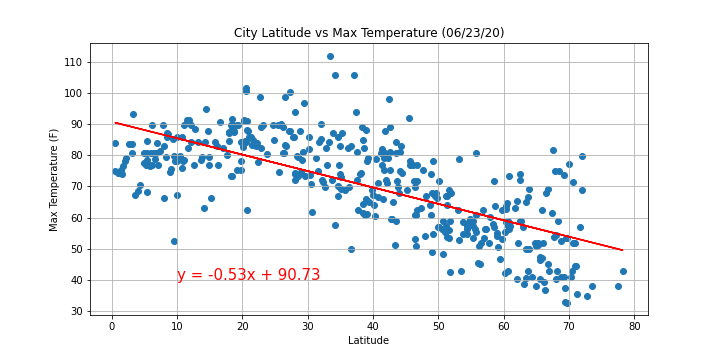 City Latitude vs Max Temperature (06/23/20)
110
100
90
80
70
60
50
40
30
Max Temperature (F)
y = -0.53x + 90.73
0 10 20 30 40 50 60 70 80
Latitude